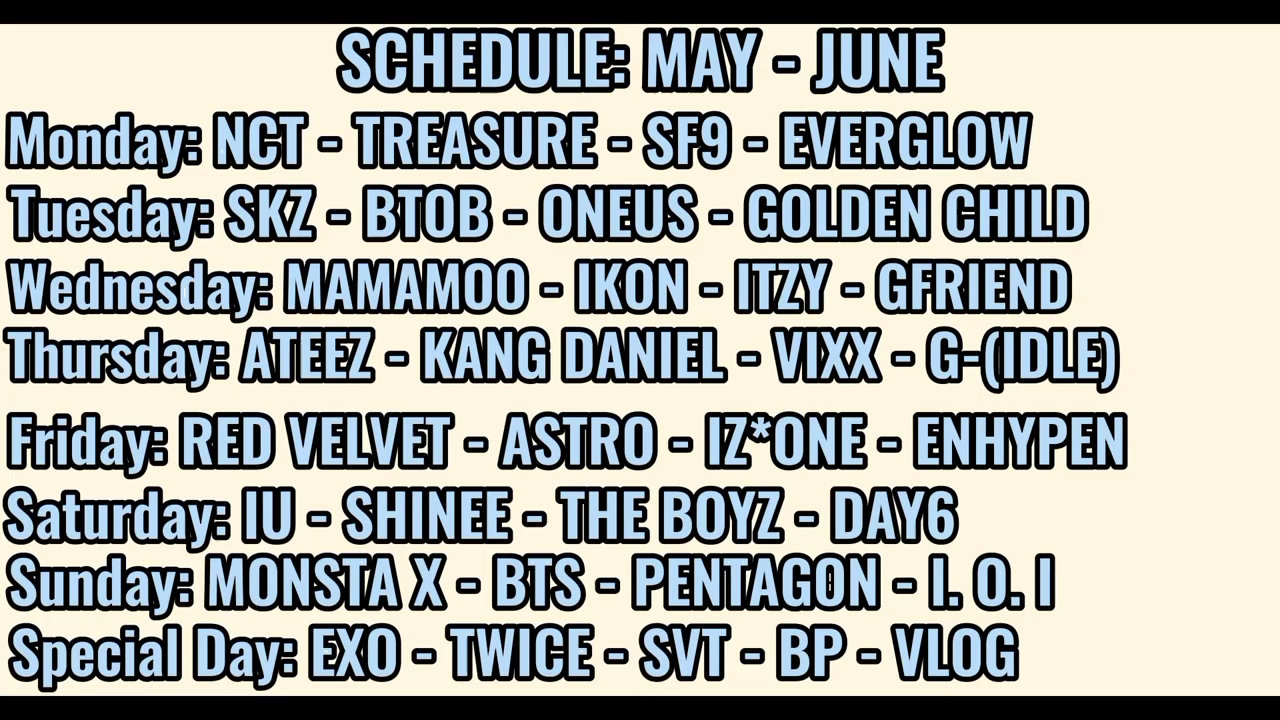 SCHEDULE: MAY - JUNE
Monday: NCT - TREASURE - SF9 - EVERGLOW
Tuesday: SKZ - BTOB - ONEUS - GOLDEN CHILD
Wednesday: MAMAMOO - IKON - ITZY - GFRIEND
Thursday: ATEEZ - KANG DANIEL - VIXX - G-(IDLE)
Friday: RED VELVET - ASTRO - IZ*ONE - ENHYPEN
Saturday: IU - SHINEE - THE BOYZ - DAY6
Sunday: MONSTA X - BTS - PENTAGON - I. O. I
Special Day: EXO - TWICE - SVT - BP - VLOG